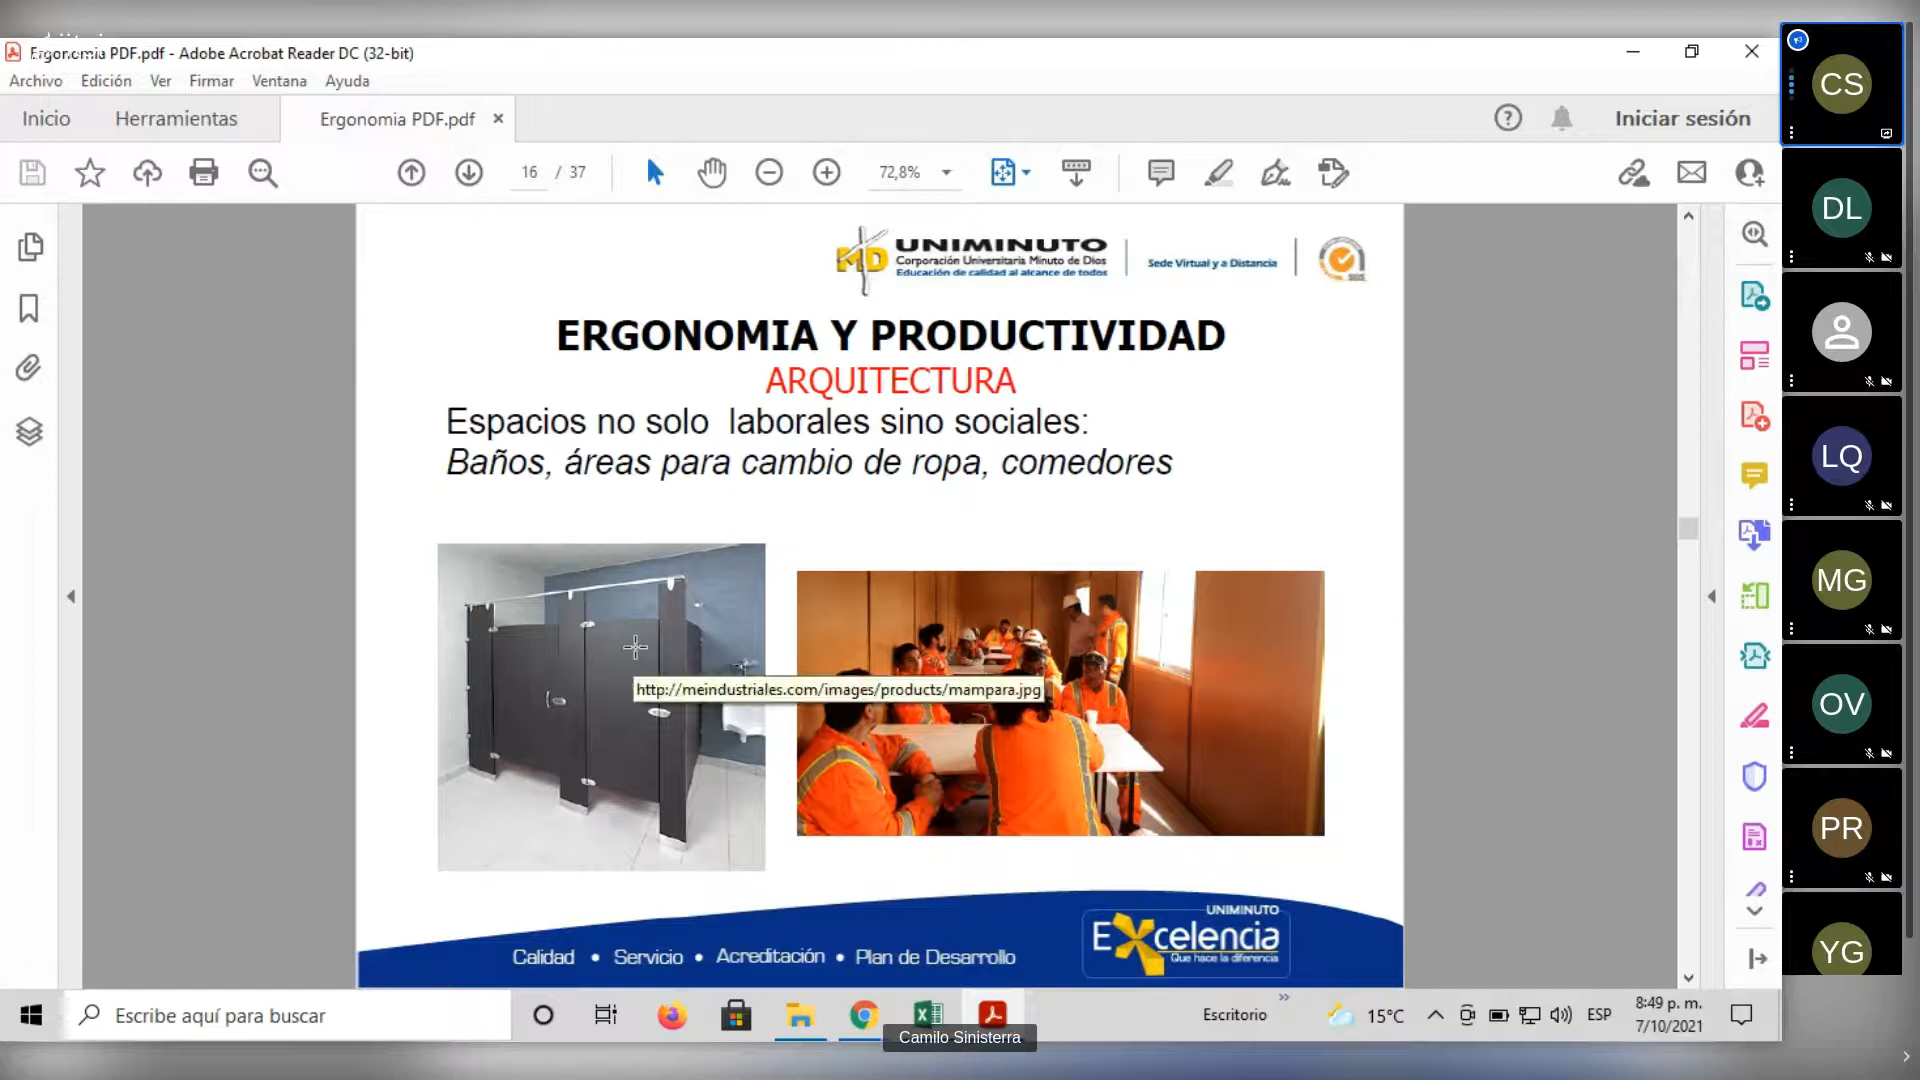 Ergonomia PDF.pdf - Adobe Acrobat Reader DC (32-bit)
Archivo Edición Ver Firmar Ventana Ayuda
Inicio Herramientas Ergonomia PDF.pdf Iniciar sesión
16 / 37 72,8%
UNIMINUTO
Corporación Universitaria Minuto de Dios
Educación de calidad al alcance de todos
Sede Virtual y a Distancia
ERGONOMIA Y PRODUCTIVIDAD
ARQUITECTURA
Espacios no solo laborales sino sociales:
Baños, áreas para cambio de ropa, comedores
http://meindustriales.com/images/products/mampara.jpg
Calidad • Servicio • Acreditación • Plan de Desarrollo
UNIMINUTO
Excelencia
Que hace la diferencia
Escribe aquí para buscar
Escritorio
15°C
ESP
8:49 p. m.
7/10/2021
Camilo Sinisterra
CS
DL
LQ
MG
OV
PR
YG